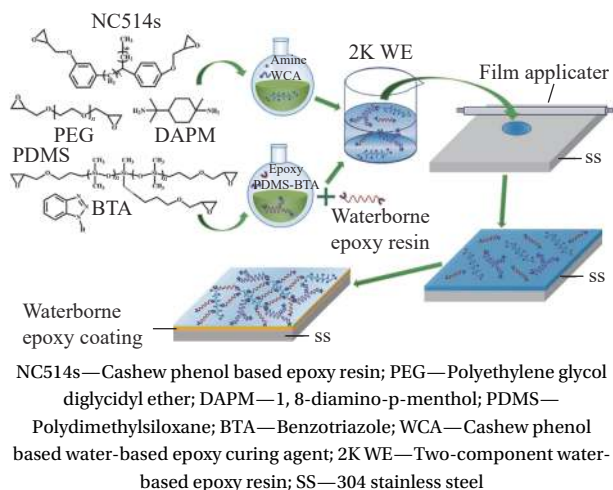 NC514s
PEG
DAPM
PDMS
BTA
Amine
WCA
Epoxy
PDMS-BTA
+
Waterborne
epoxy resin
2K WE
Film applicater
SS
SS
Waterborne
epoxy coating
SS
NC514s—Cashew phenol based epoxy resin; PEG—Polyethylene glycol
diglycidyl ether; DAPM—1, 8-diamino-p-menthol; PDMS—
Polydimethylsiloxane; BTA—Benzotriazole; WCA—Cashew phenol
based water-based epoxy curing agent; 2K WE—Two-component water-
based epoxy resin; SS—304 stainless steel